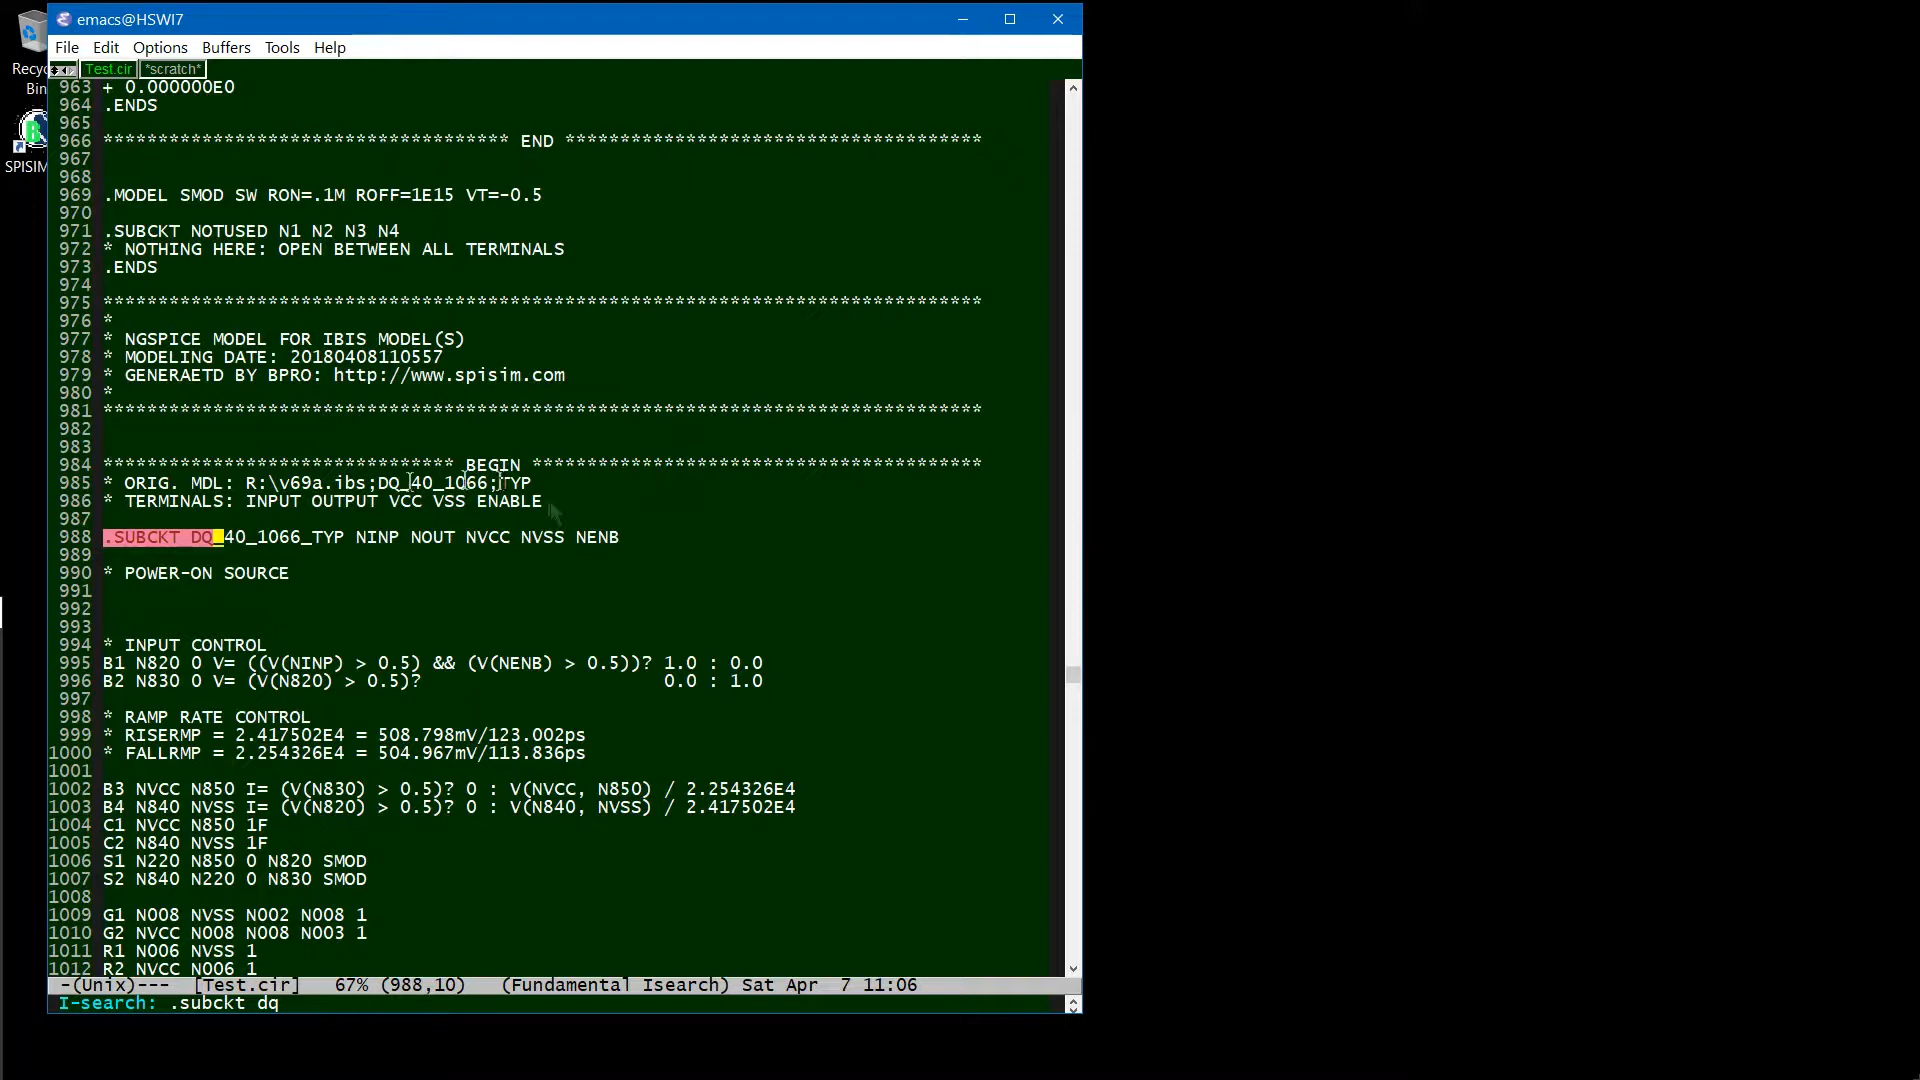 emacs@HSWI7
Recyc
Bin
SPISIM
File Edit Options Buffers Tools Help
Test.cir *scratch*
963 + 0.000000E0
964 .ENDS
965
966 ************************************* END **************************************
967
968
969 .MODEL SMOD SW RON=.1M ROFF=1E15 VT=-0.5
970
971 .SUBCKT NOTUSED N1 N2 N3 N4
972 * NOTHING HERE: OPEN BETWEEN ALL TERMINALS
973 .ENDS
974
975 ********************************************************************************
976 *
977 * NGSPICE MODEL FOR IBIS MODEL(S)
978 * MODELING DATE: 20180408110557
979 * GENERAETD BY BPRO: http://www.spisim.com
980 *
981 ********************************************************************************
982
983
984 ******************************** BEGIN *****************************************
985 * ORIG. MDL: R:\v69a.ibs;DQ_40_1066;TYP
986 * TERMINALS: INPUT OUTPUT VCC VSS ENABLE
987
988 .SUBCKT DQ_40_1066_TYP NINP NOUT NVCC NVSS NENB
989
990 * POWER-ON SOURCE
991
992
993
994 * INPUT CONTROL
995 B1 N820 0 V= ((V(NINP) > 0.5) && (V(NENB) > 0.5))? 1.0 : 0.0
996 B2 N830 0 V= (V(N820) > 0.5)? 0.0 : 1.0
997
998 * RAMP RATE CONTROL
999 * RISERMP = 2.417502E4 = 508.798mV/123.002ps
1000 * FALLRMP = 2.254326E4 = 504.967mV/113.836ps
1001
1002 B3 NVCC N850 I= (V(N830) > 0.5)? 0 : V(NVCC, N850) / 2.254326E4
1003 B4 N840 NVSS I= (V(N820) > 0.5)? 0 : V(N840, NVSS) / 2.417502E4
1004 C1 NVCC N850 1F
1005 C2 N840 NVSS 1F
1006 S1 N220 N850 0 N820 SMOD
1007 S2 N840 N220 0 N830 SMOD
1008
1009 G1 N008 NVSS N002 N008 1
1010 G2 NVCC N008 N008 N003 1
1011 R1 N006 NVSS 1
1012 R2 NVCC N006 1
-(Unix)--- [Test.cir] 67% (988,10) (Fundamental Isearch) Sat Apr 7 11:06
I-search: .subckt dq